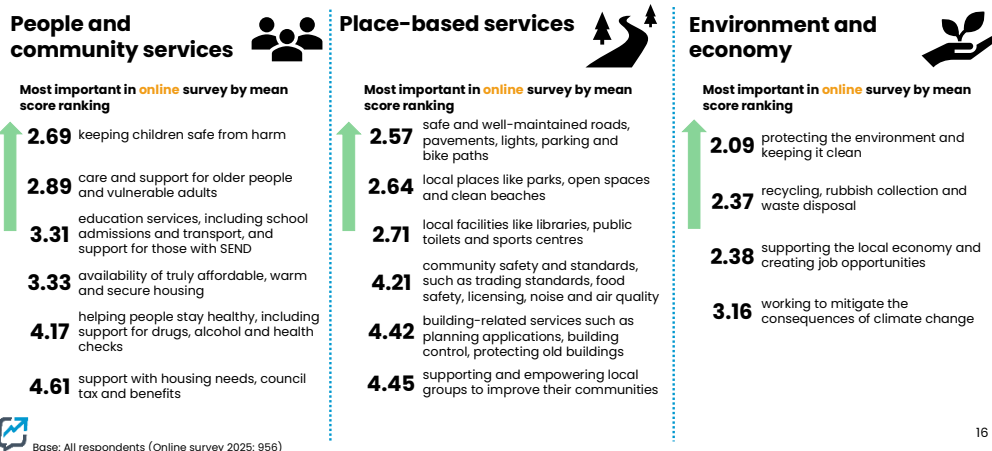 People and
community services
Most important in online survey by mean
score ranking
2.69 keeping children safe from harm
2.89 care and support for older people
and vulnerable adults
3.31 education services, including school
admissions and transport, and
support for those with SEND
3.33 availability of truly affordable, warm
and secure housing
4.17 helping people stay healthy, including
support for drugs, alcohol and health
checks
4.61 support with housing needs, council
tax and benefits
Place-based services
Most important in online survey by mean
score ranking
2.57 safe and well-maintained roads,
pavements, lights, parking and
bike paths
2.64 local places like parks, open spaces
and clean beaches
2.71 local facilities like libraries, public
toilets and sports centres
4.21 community safety and standards,
such as trading standards, food
safety, licensing, noise and air quality
4.42 building-related services such as
planning applications, building
control, protecting old buildings
4.45 supporting and empowering local
groups to improve their communities
Environment and
economy
Most important in online survey by mean
score ranking
2.09 protecting the environment and
keeping it clean
2.37 recycling, rubbish collection and
waste disposal
2.38 supporting the local economy and
creating job opportunities
3.16 working to mitigate the
consequences of climate change
Base: All respondents (Online survey 2025: 956)
16